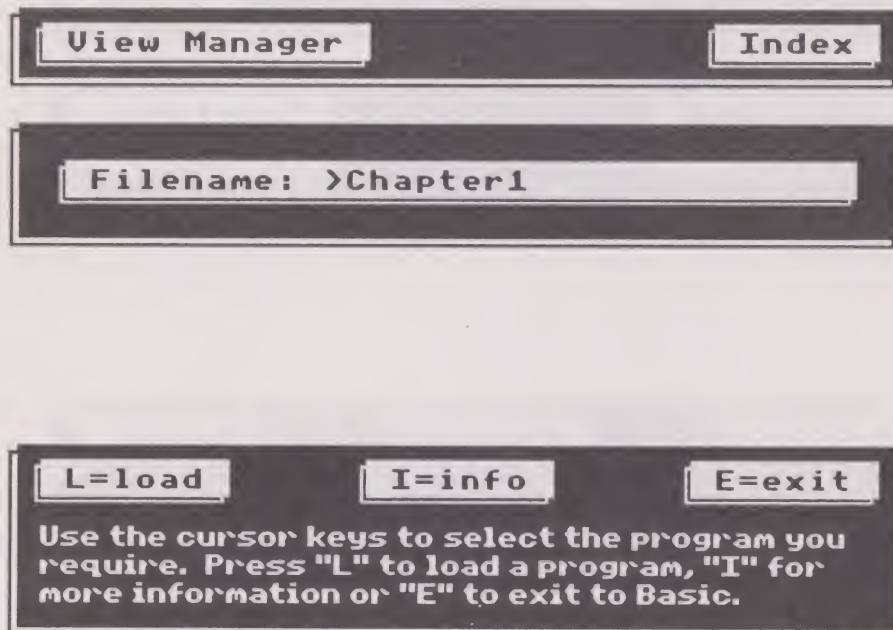 View Manager
Index
Filename: >Chapter1
L=load
I=info
E=exit
Use the cursor keys to select the program you
require. Press "L" to load a program, "I" for
more information or "E" to exit to Basic.